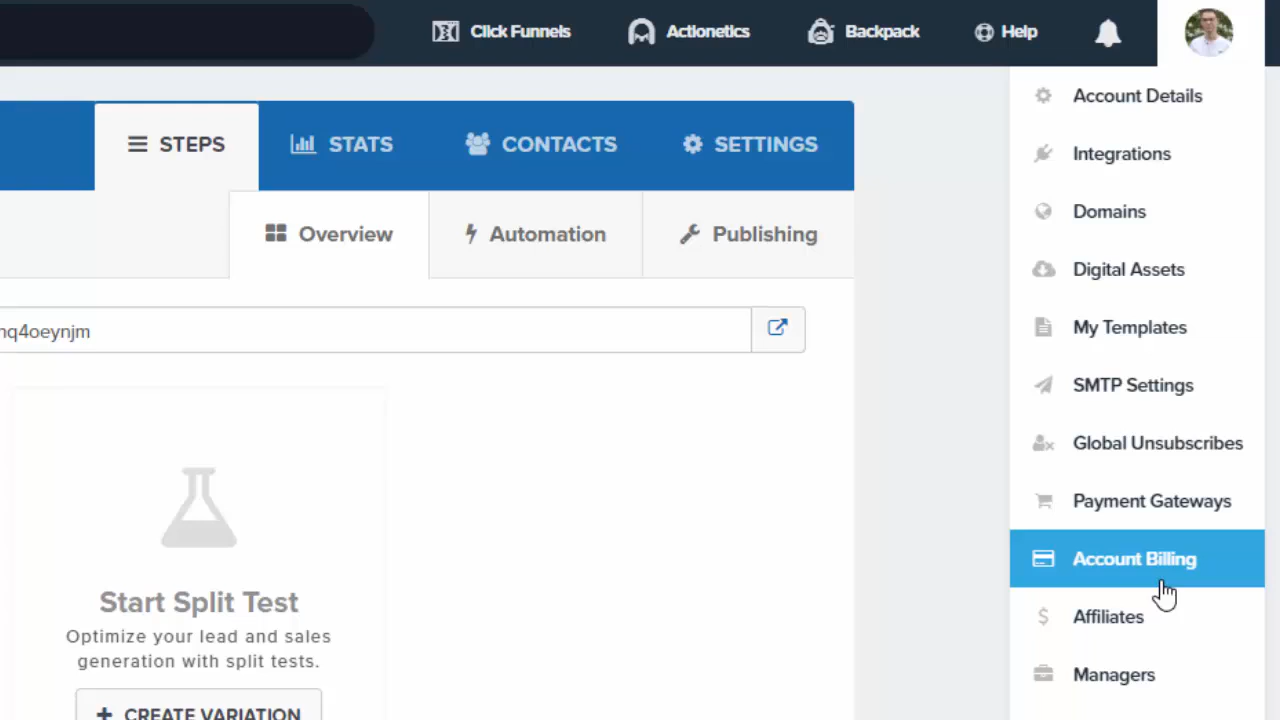 Click Funnels
Actionetics
Backpack
Help
STEPS
STATS
CONTACTS
SETTINGS
Overview
Automation
Publishing
nq4oeynjm
Start Split Test
Optimize your lead and sales
generation with split tests.
+ CREATE VARIATION
Account Details
Integrations
Domains
Digital Assets
My Templates
SMTP Settings
Global Unsubscribes
Payment Gateways
Account Billing
Affiliates
Managers